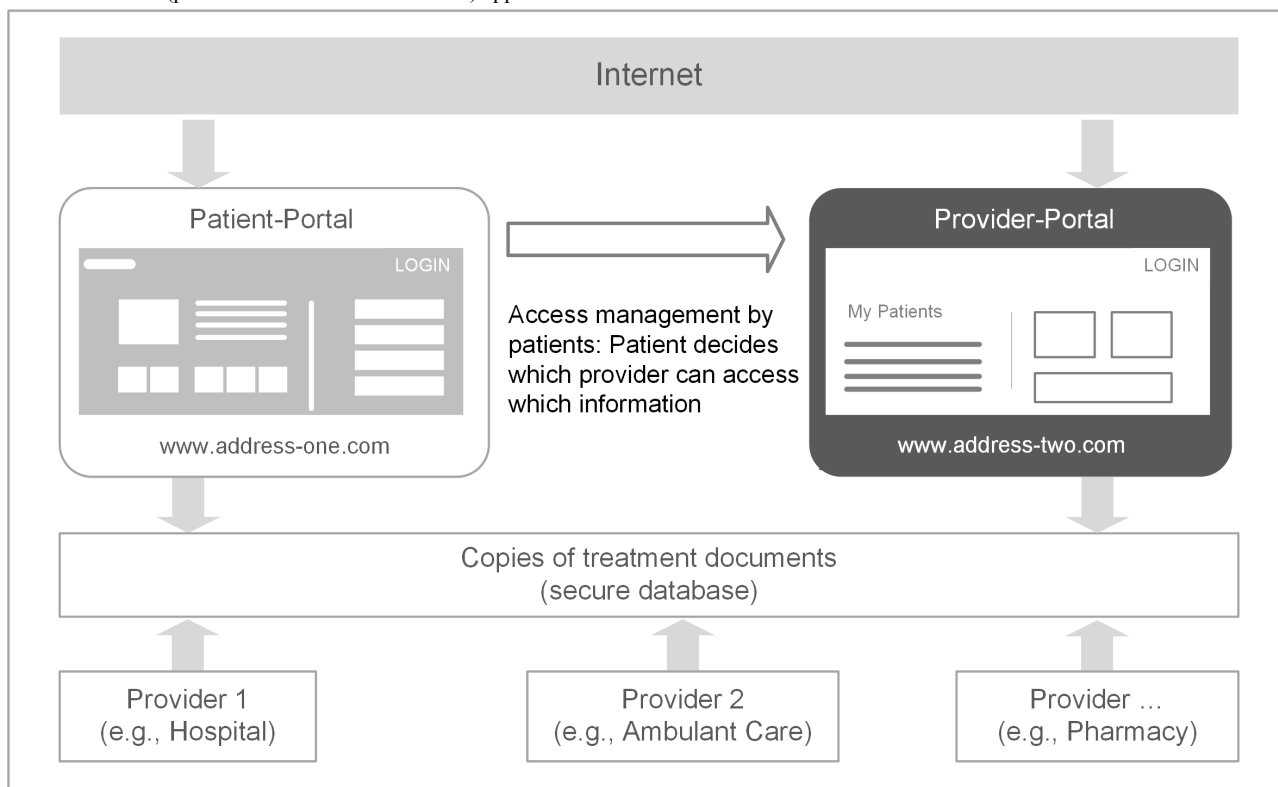 Internet
Patient-Portal
LOGIN
www.address-one.com
Access management by
patients: Patient decides
which provider can access
which information
Provider-Portal
LOGIN
My Patients
www.address-two.com
Copies of treatment documents
(secure database)
Provider 1
(e.g., Hospital)
Provider 2
(e.g., Ambulant Care)
Provider ...
(e.g., Pharmacy)